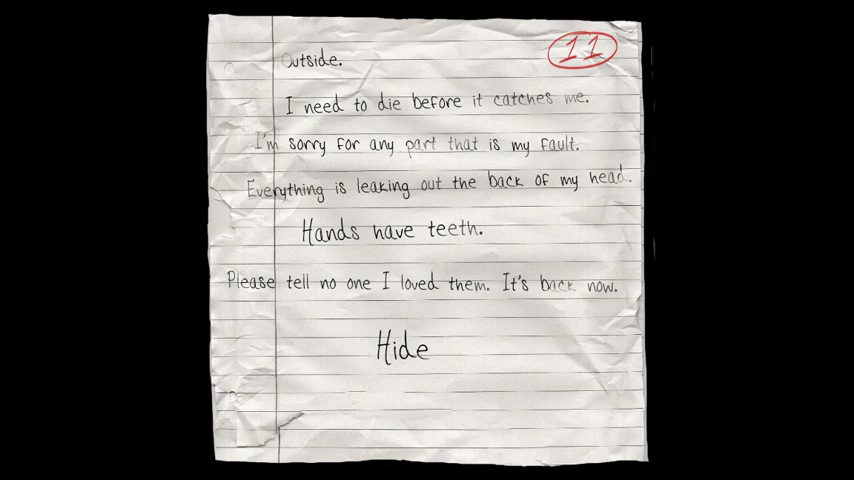 11
Outside.
I need to die before it catches me.
I'm sorry for any part that is my fault.
Everything is leaking out the back of my head.
Hands have teeth.
Please tell no one I loved them. It's back now.
Hide